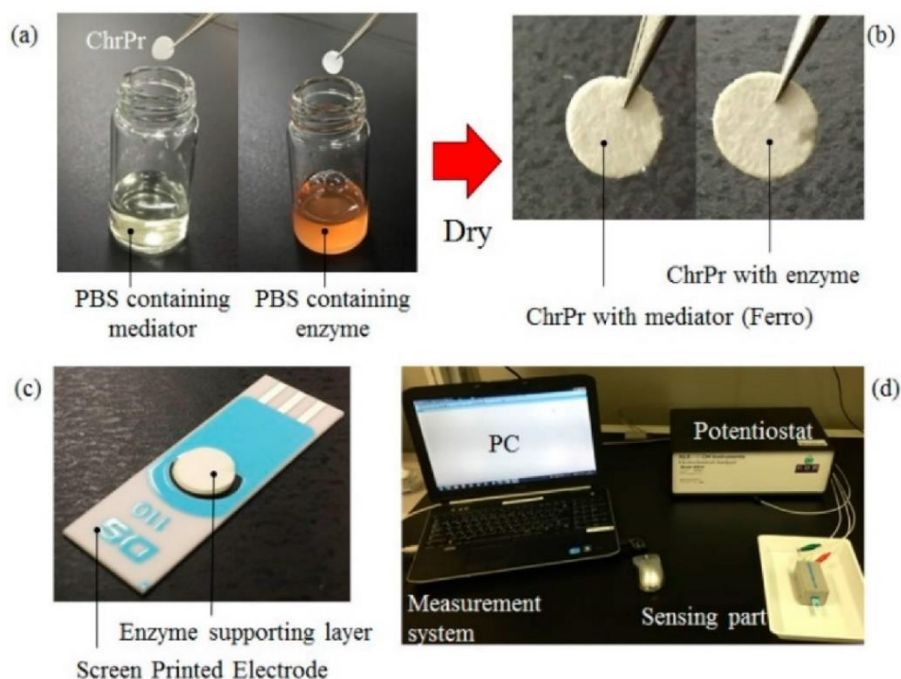 (a)
ChrPr
PBS containing
mediator
PBS containing
enzyme
Dry
(b)
ChrPr with enzyme
ChrPr with mediator (Ferro)
(c)
110
DS
Enzyme supporting layer
Screen Printed Electrode
(d)
PC
Potentiostat
Measurement
system
Sensing part